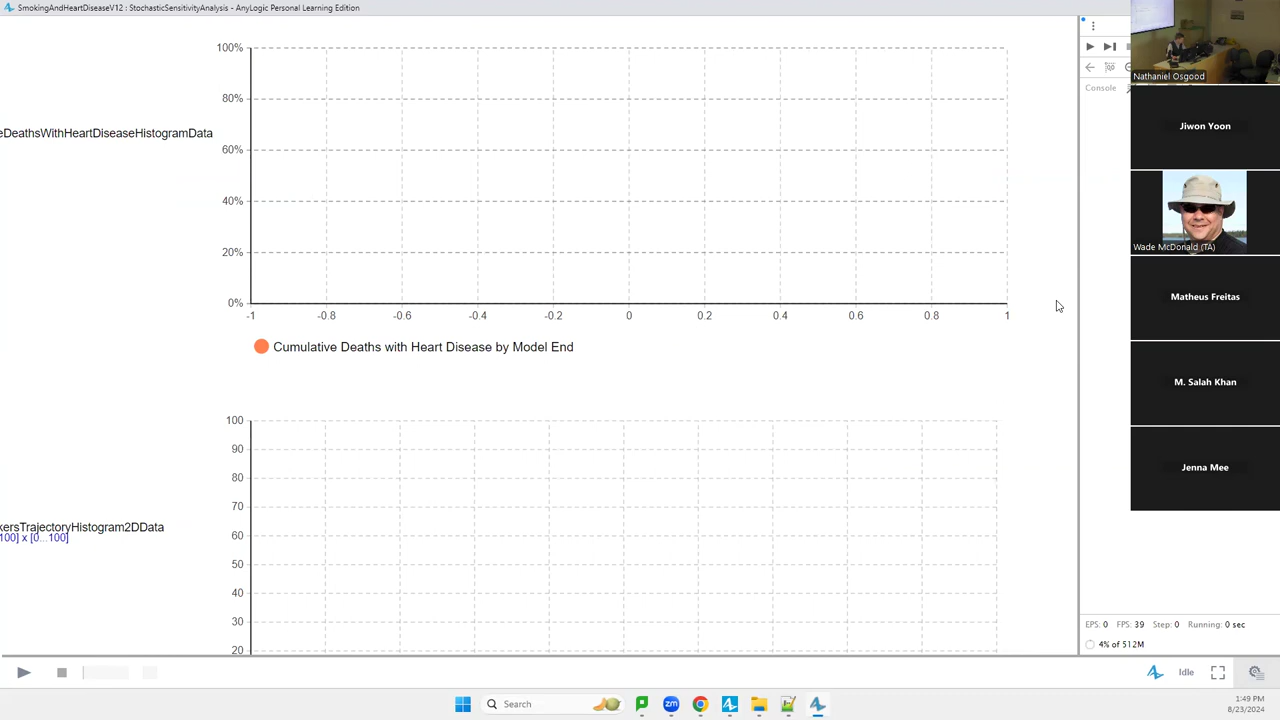 SmokingAndHeartDiseaseV12 : StochasticSensitivityAnalysis - AnyLogic Personal Learning Edition
100%
80%
eDeathsWithHeartDiseaseHistogramData
60%
40%
20%
0%
-1 -0.8 -0.6 -0.4 -0.2 0 0.2 0.4 0.6 0.8 1
Cumulative Deaths with Heart Disease by Model End
100
90
80
70
kersTrajectoryHistogram2DData
100] x [0...100]
60
50
40
30
20
Console
Nathaniel Osgood
Jiwon Yoon
Wade McDonald (TA)
Matheus Freitas
M. Salah Khan
Jenna Mee
EPS: 0 FPS: 39 Step: 0 Running: 0 sec
4% of 512M
Idle
Search
zm
1:49 PM
8/23/2024